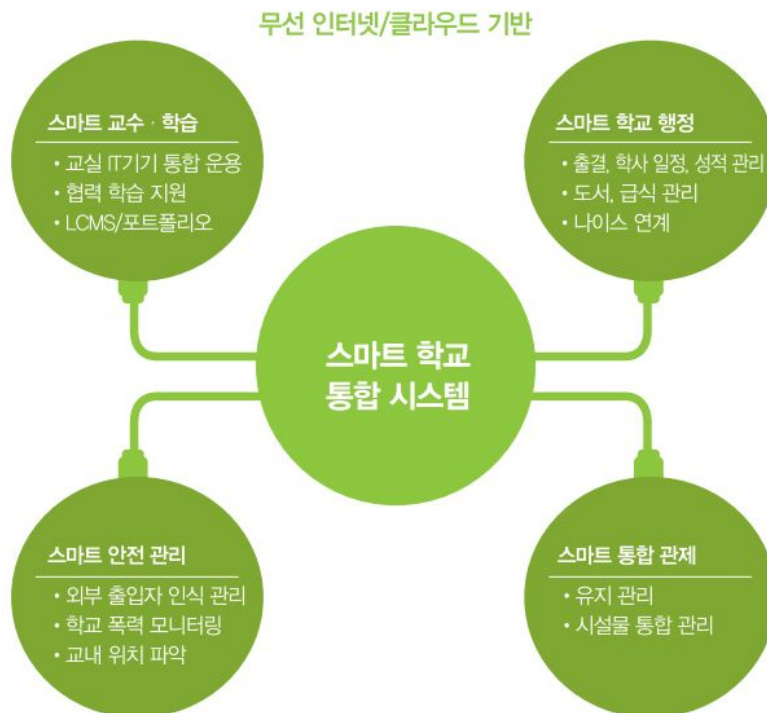 무선 인터넷/클라우드 기반
스마트 교수 · 학습
• 교실 IT기기 통합 운용
• 협력 학습 지원
• LCMS/포트폴리오
스마트 학교 행정
• 출결, 학사 일정, 성적 관리
• 도서, 급식 관리
• 나이스 연계
스마트 학교
통합 시스템
스마트 안전 관리
• 외부 출입자 인식 관리
• 학교 폭력 모니터링
• 교내 위치 파악
스마트 통합 관제
• 유지 관리
• 시설물 통합 관리